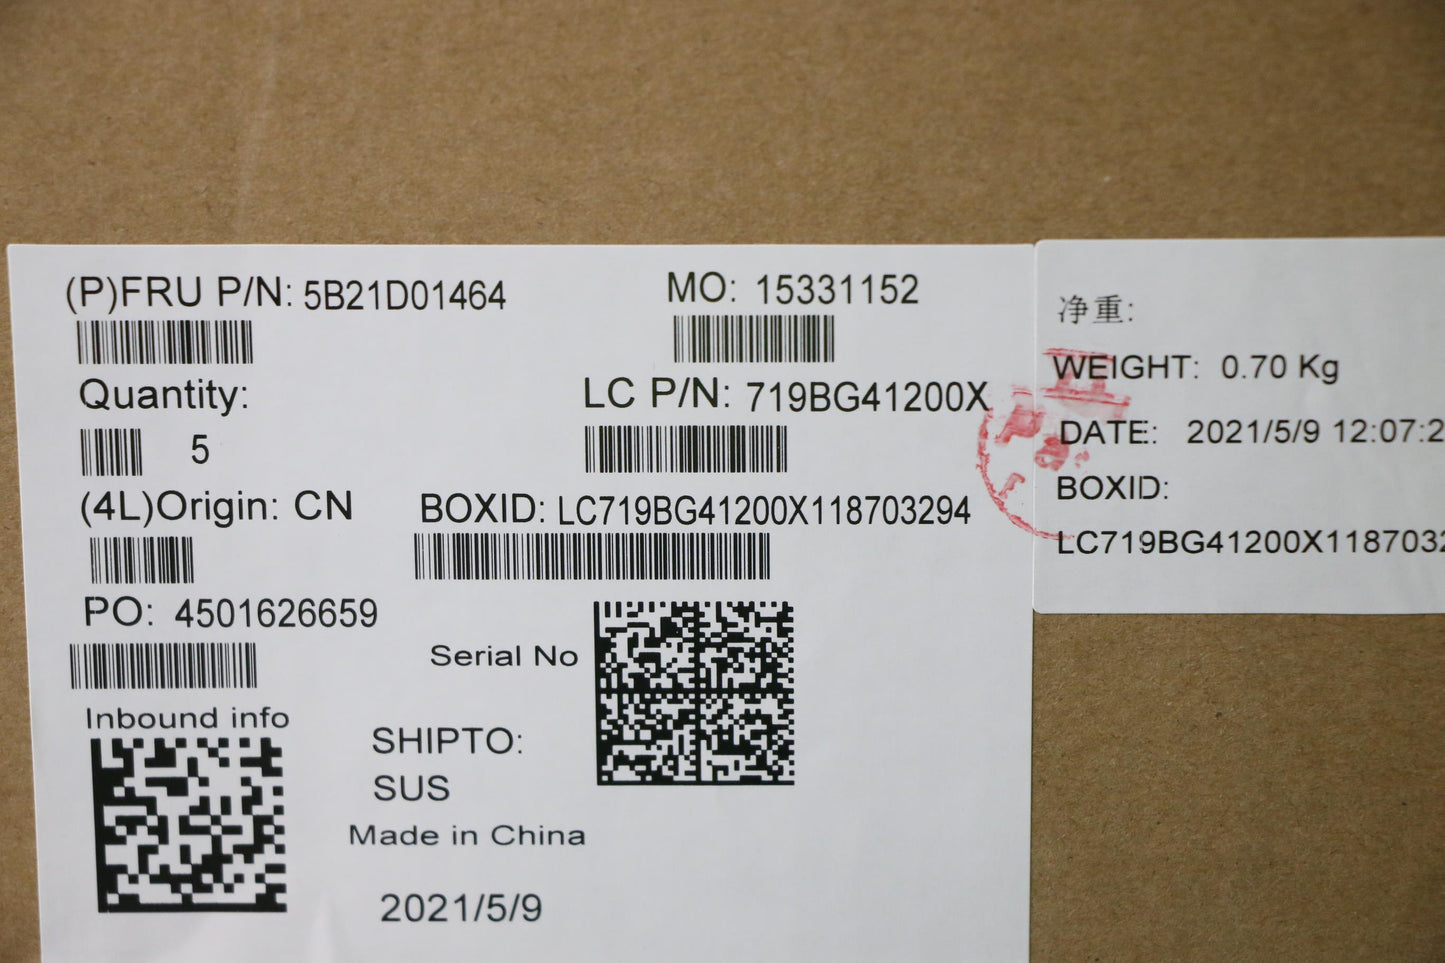 (P)FRU P/N: 5B21D01464
MO: 15331152
Quantity:
5
LC P/N: 719BG41200X
(4L)Origin: CN
BOXID: LC719BG41200X118703294
PO: 4501626659
Serial No
Inbound info
SHIPTO:
SUS
Made in China
2021/5/9
净重:
WEIGHT: 0.70 Kg
DATE: 2021/5/9 12:07:2
BOXID:
LC719BG41200X1187032